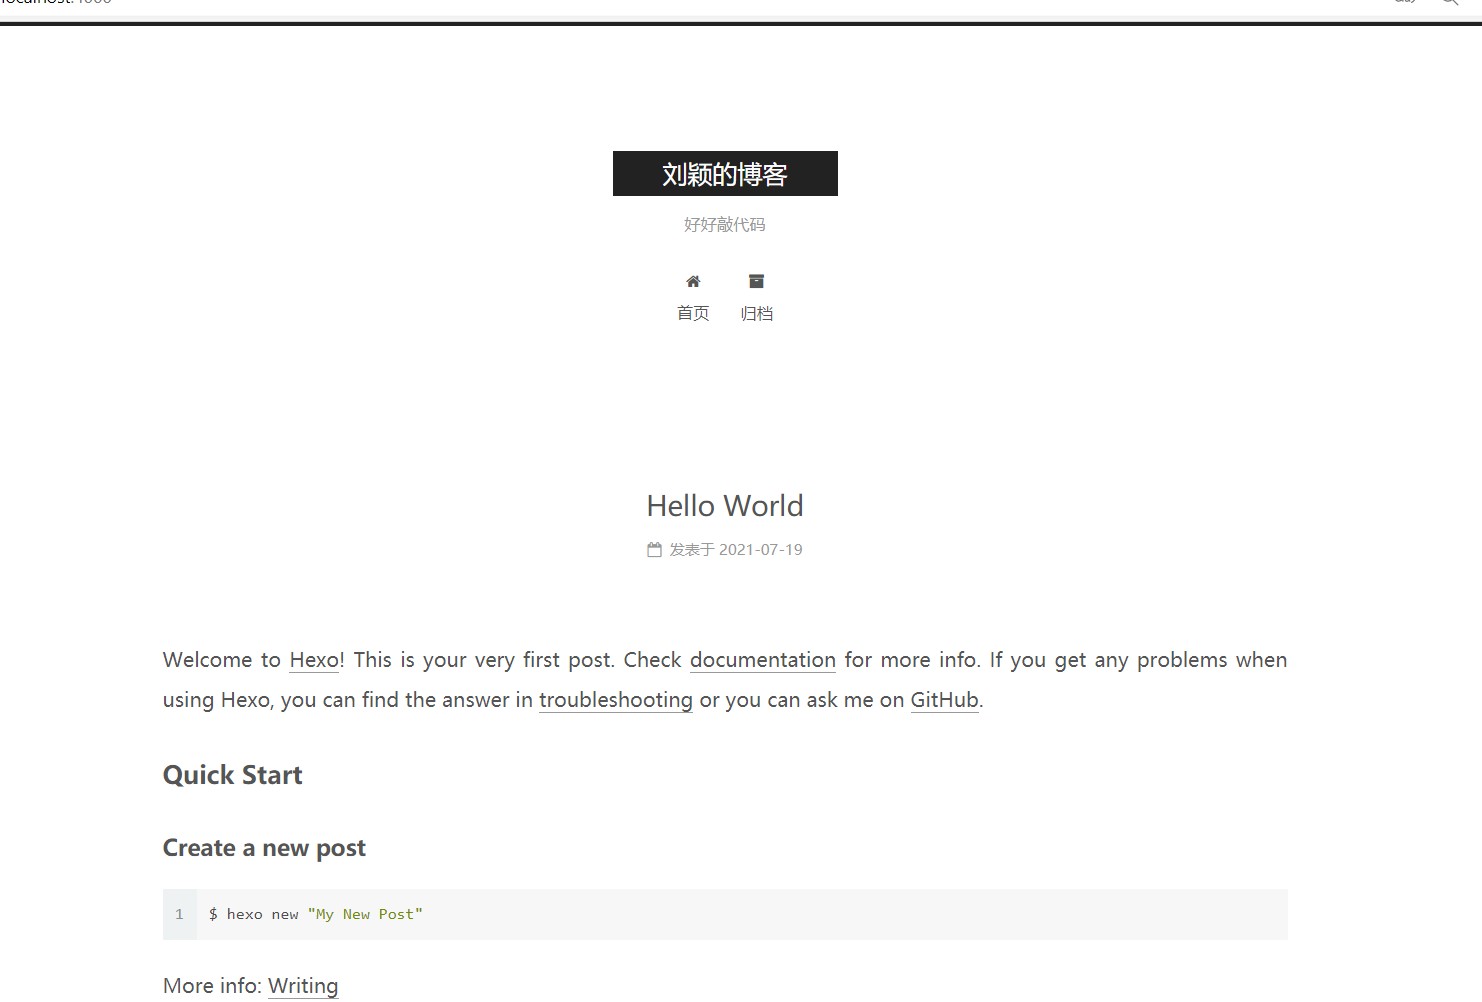 刘颖的博客
好好敲代码
首页 归档
Hello World
发表于 2021-07-19
Welcome to Hexo! This is your very first post. Check documentation for more info. If you get any problems when
using Hexo, you can find the answer in troubleshooting or you can ask me on GitHub.
Quick Start
Create a new post
1 $ hexo new "My New Post"
More info: Writing